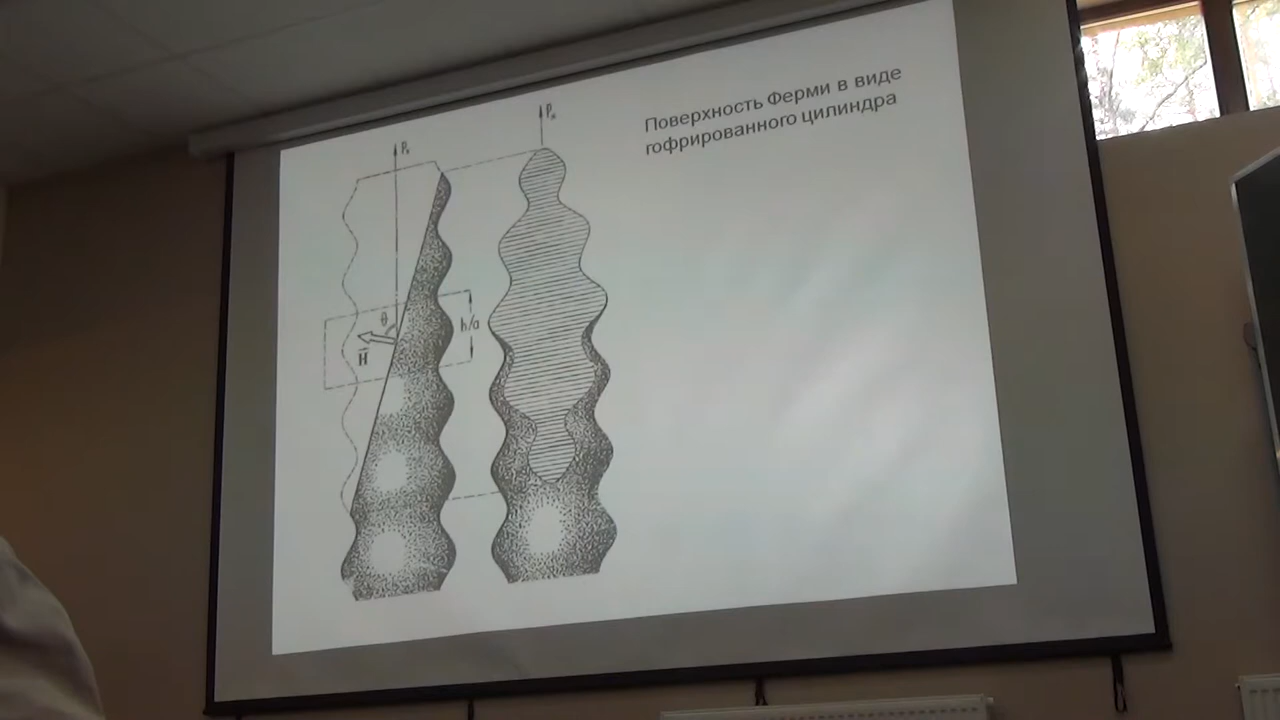 Поверхность Ферми в виде
гофрированного цилиндра
θ
H
h/a